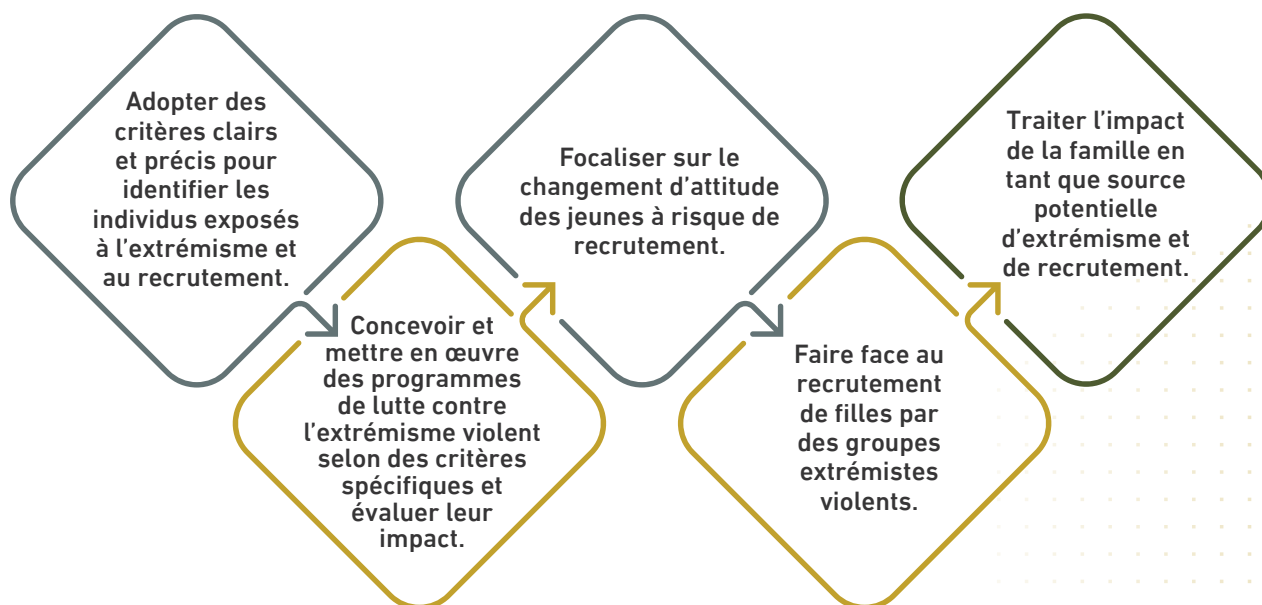 Adopter des
critères clairs
et précis pour
identifier les
individus exposés
à l’extrémisme et
au recrutement.
Concevoir et
mettre en œuvre
des programmes
de lutte contre
l’extrémisme violent
selon des critères
spécifiques et
évaluer leur
impact.
Focaliser sur le
changement d’attitude
des jeunes à risque de
recrutement.
Faire face au
recrutement
de filles par
des groupes
extrémistes
violents.
Traiter l’impact
de la famille en
tant que source
potentielle
d’extrémisme et
de recrutement.